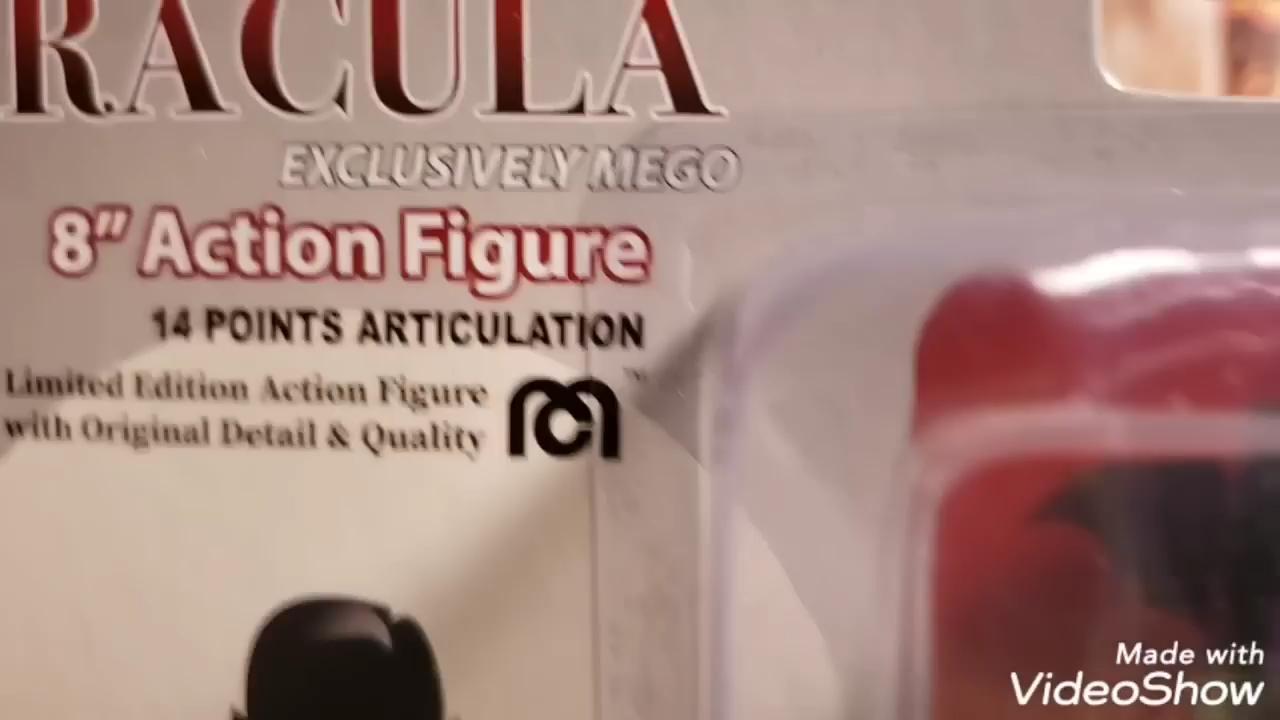 RACULA
EXCLUSIVELY MEGO
8" Action Figure
14 POINTS ARTICULATION
Limited Edition Action Figure
with Original Detail & Quality
TM
Made with
VideoShow